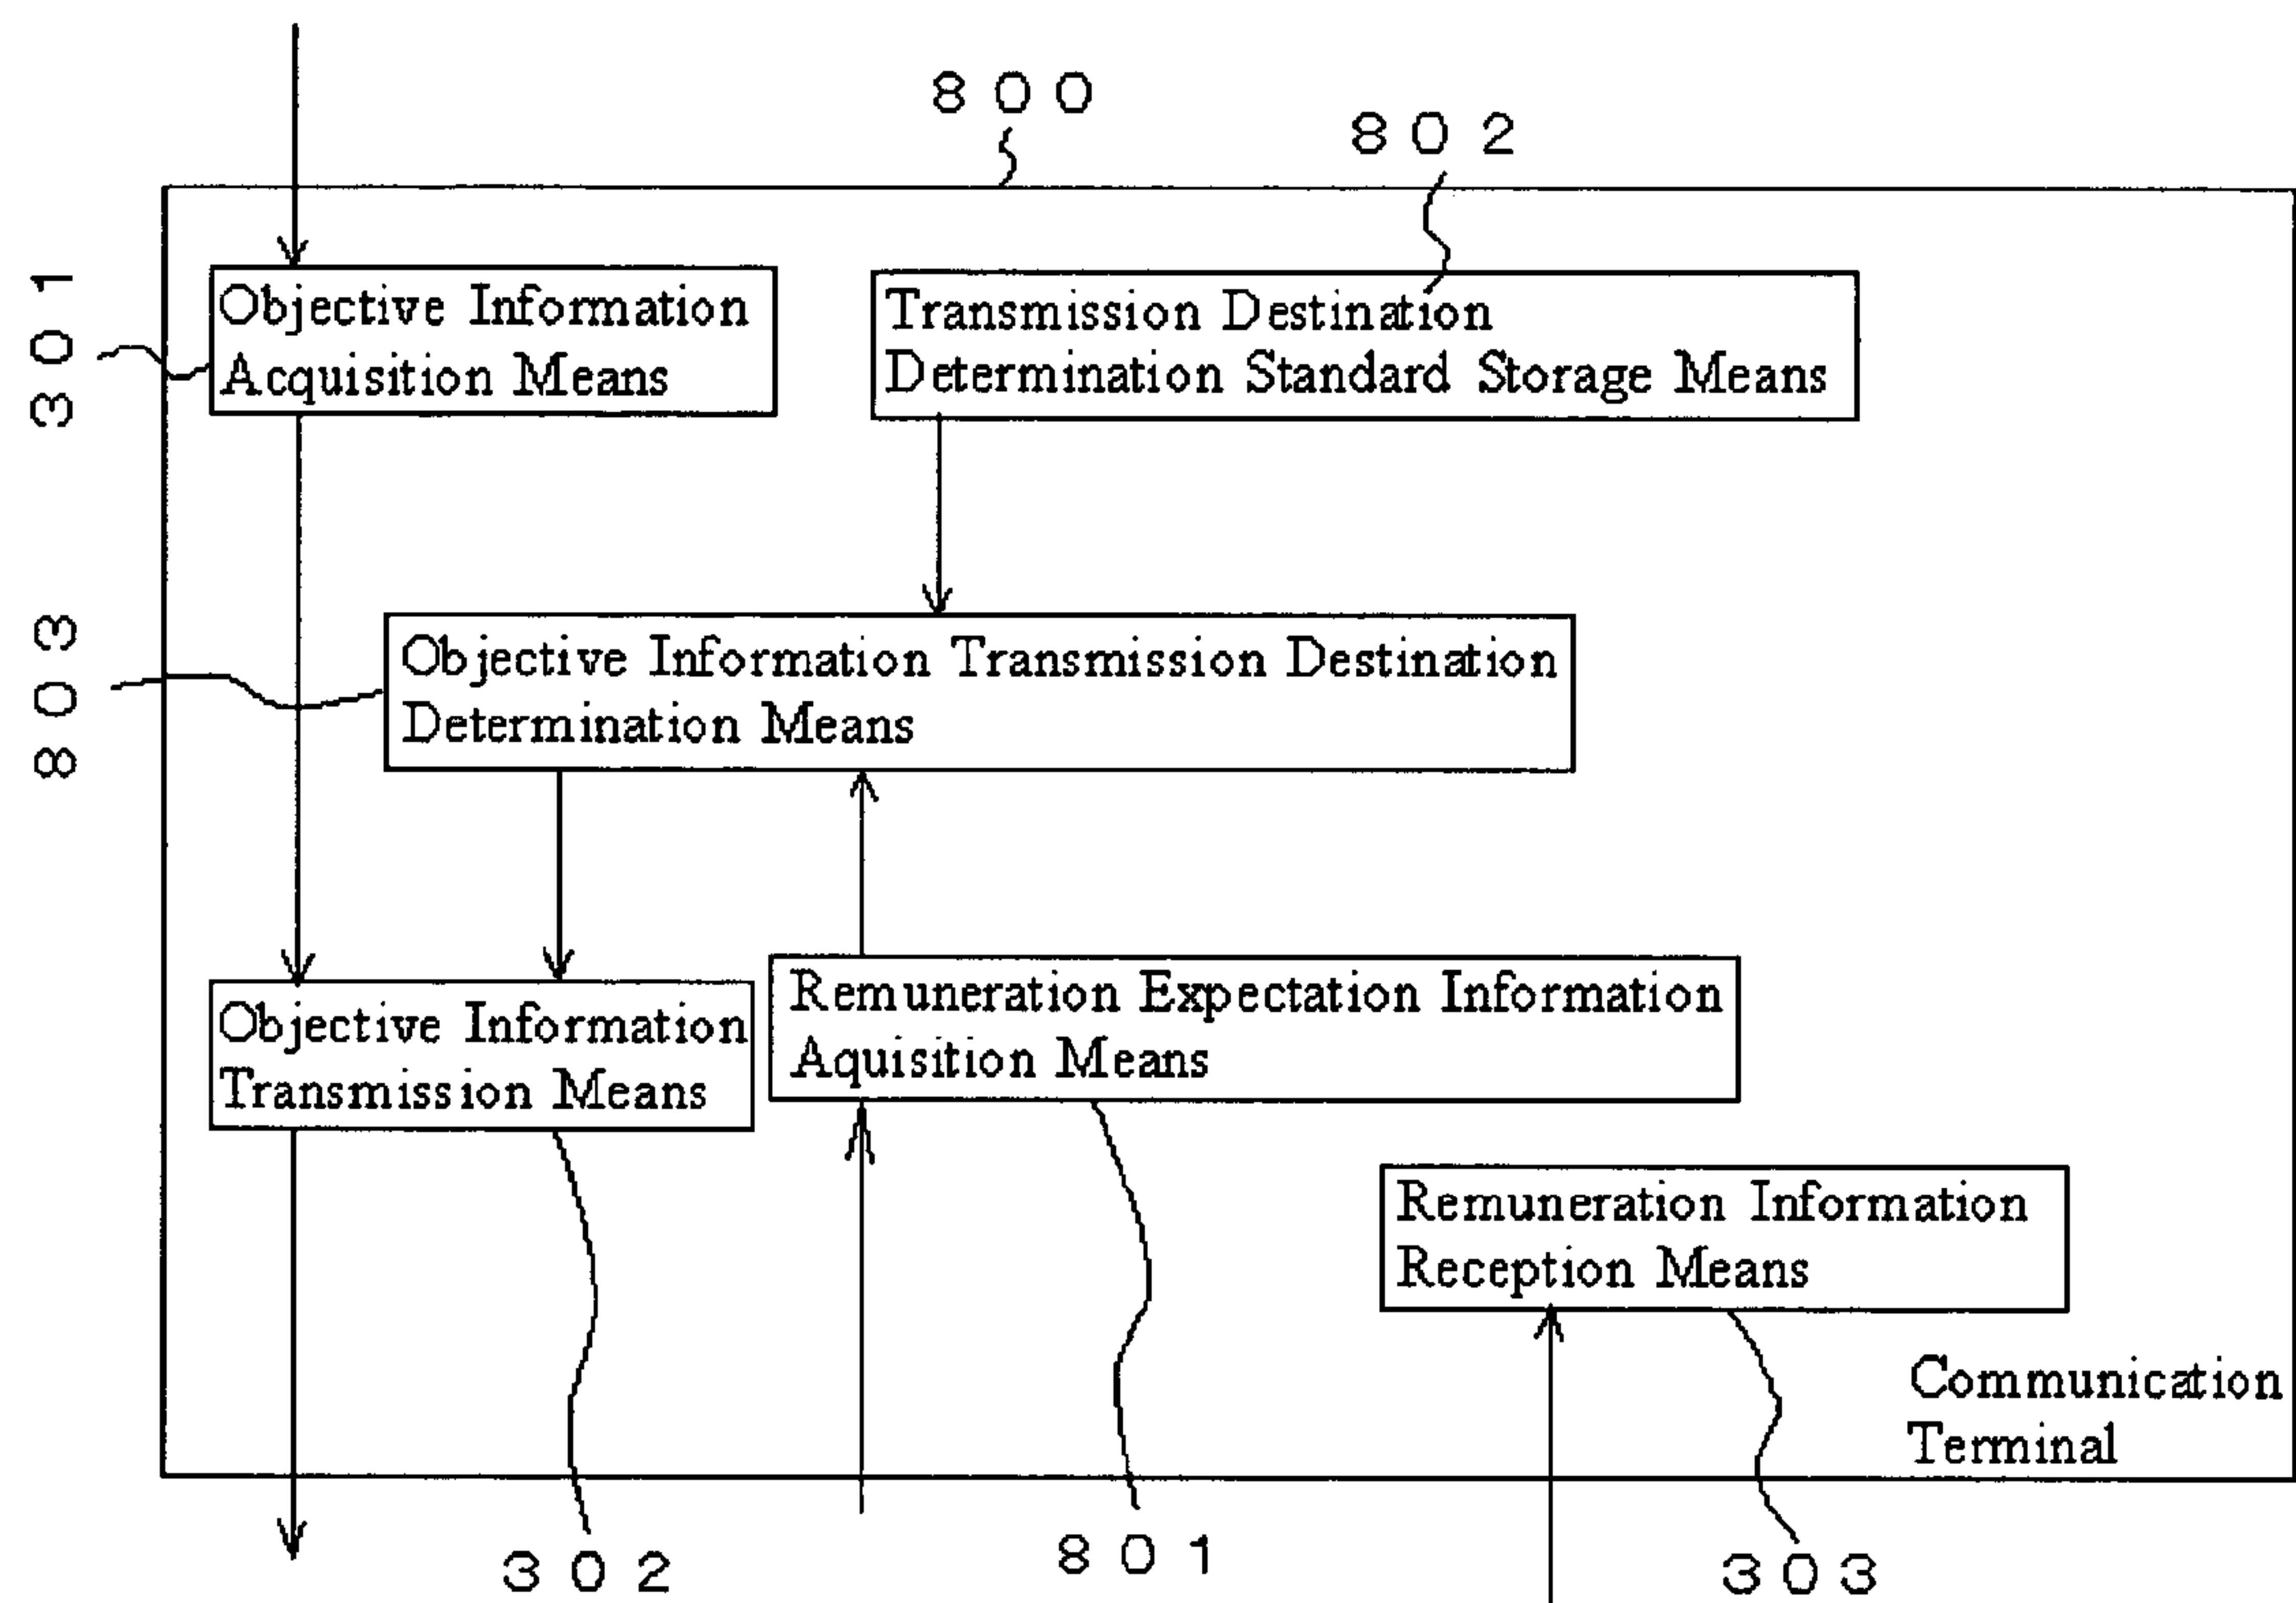 800
802
301
Objective Information
Acquisition Means
Transmission Destination
Determination Standard Storage Means
803
Objective Information Transmission Destination
Determination Means
Objective Information
Transmission Means
Remuneration Expectation Information
Aquisition Means
Remuneration Information
Reception Means
Communication
Terminal
302
801
303